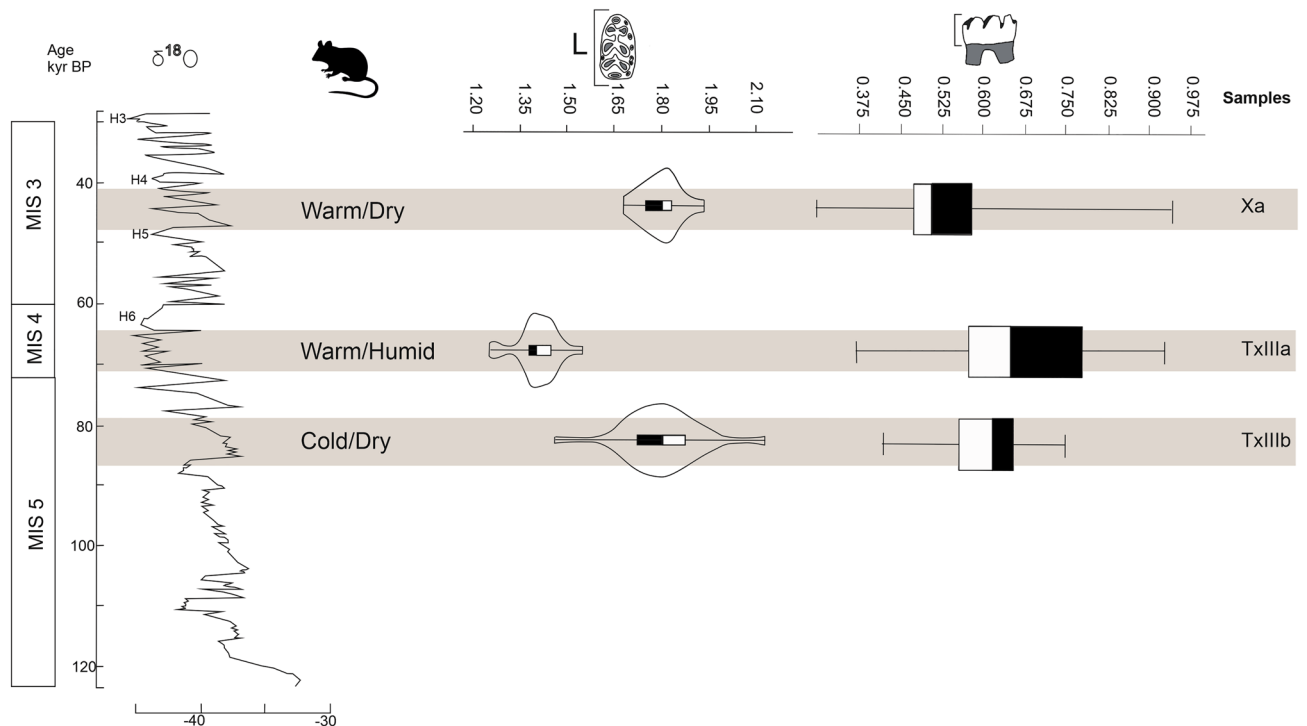 Age
kyr BP
δ18O
L
1.20
1.35
1.50
1.65
1.80
1.95
2.10
0.375
0.450
0.525
0.600
0.675
0.750
0.825
0.900
0.975
Samples
H3
MIS 3
40
H4
Warm/Dry
Xa
H5
60
MIS 4
H6
Warm/Humid
TxIIIa
MIS 5
80
Cold/Dry
TxIIIb
100
120
-40
-30